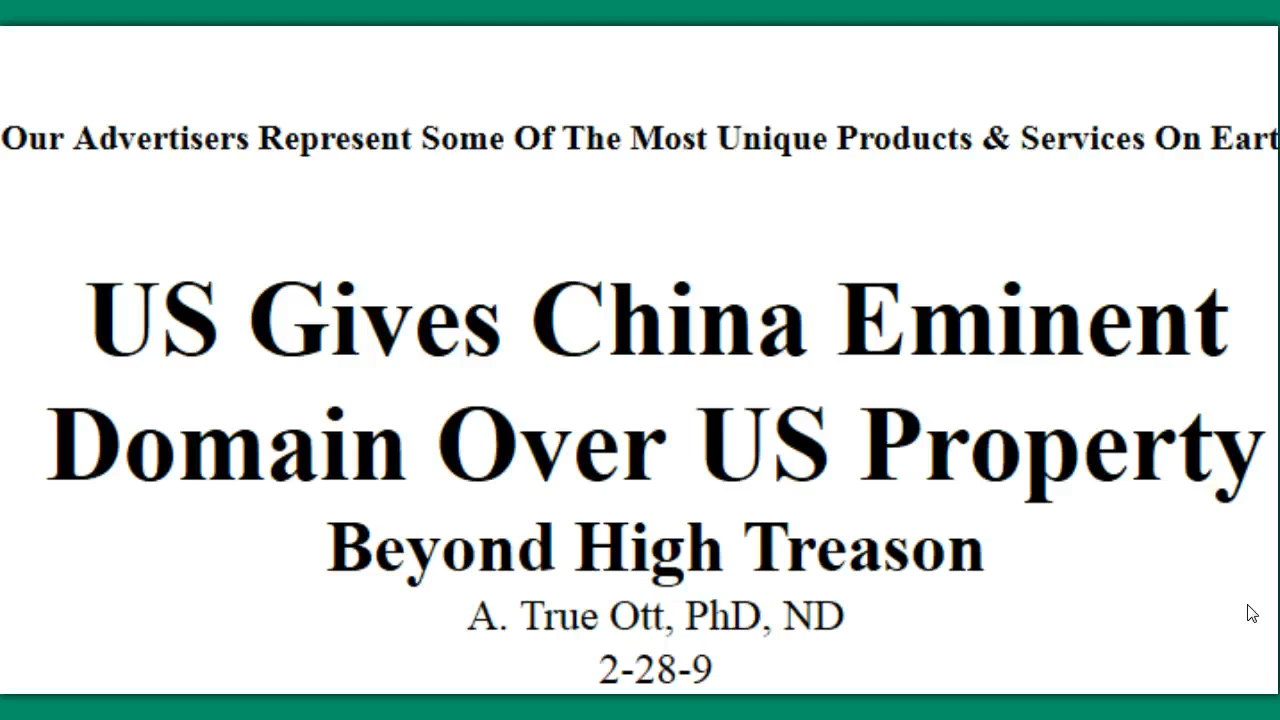 Our Advertisers Represent Some Of The Most Unique Products & Services On Eart
US Gives China Eminent
Domain Over US Property
Beyond High Treason
A. True Ott, PhD, ND
2-28-9